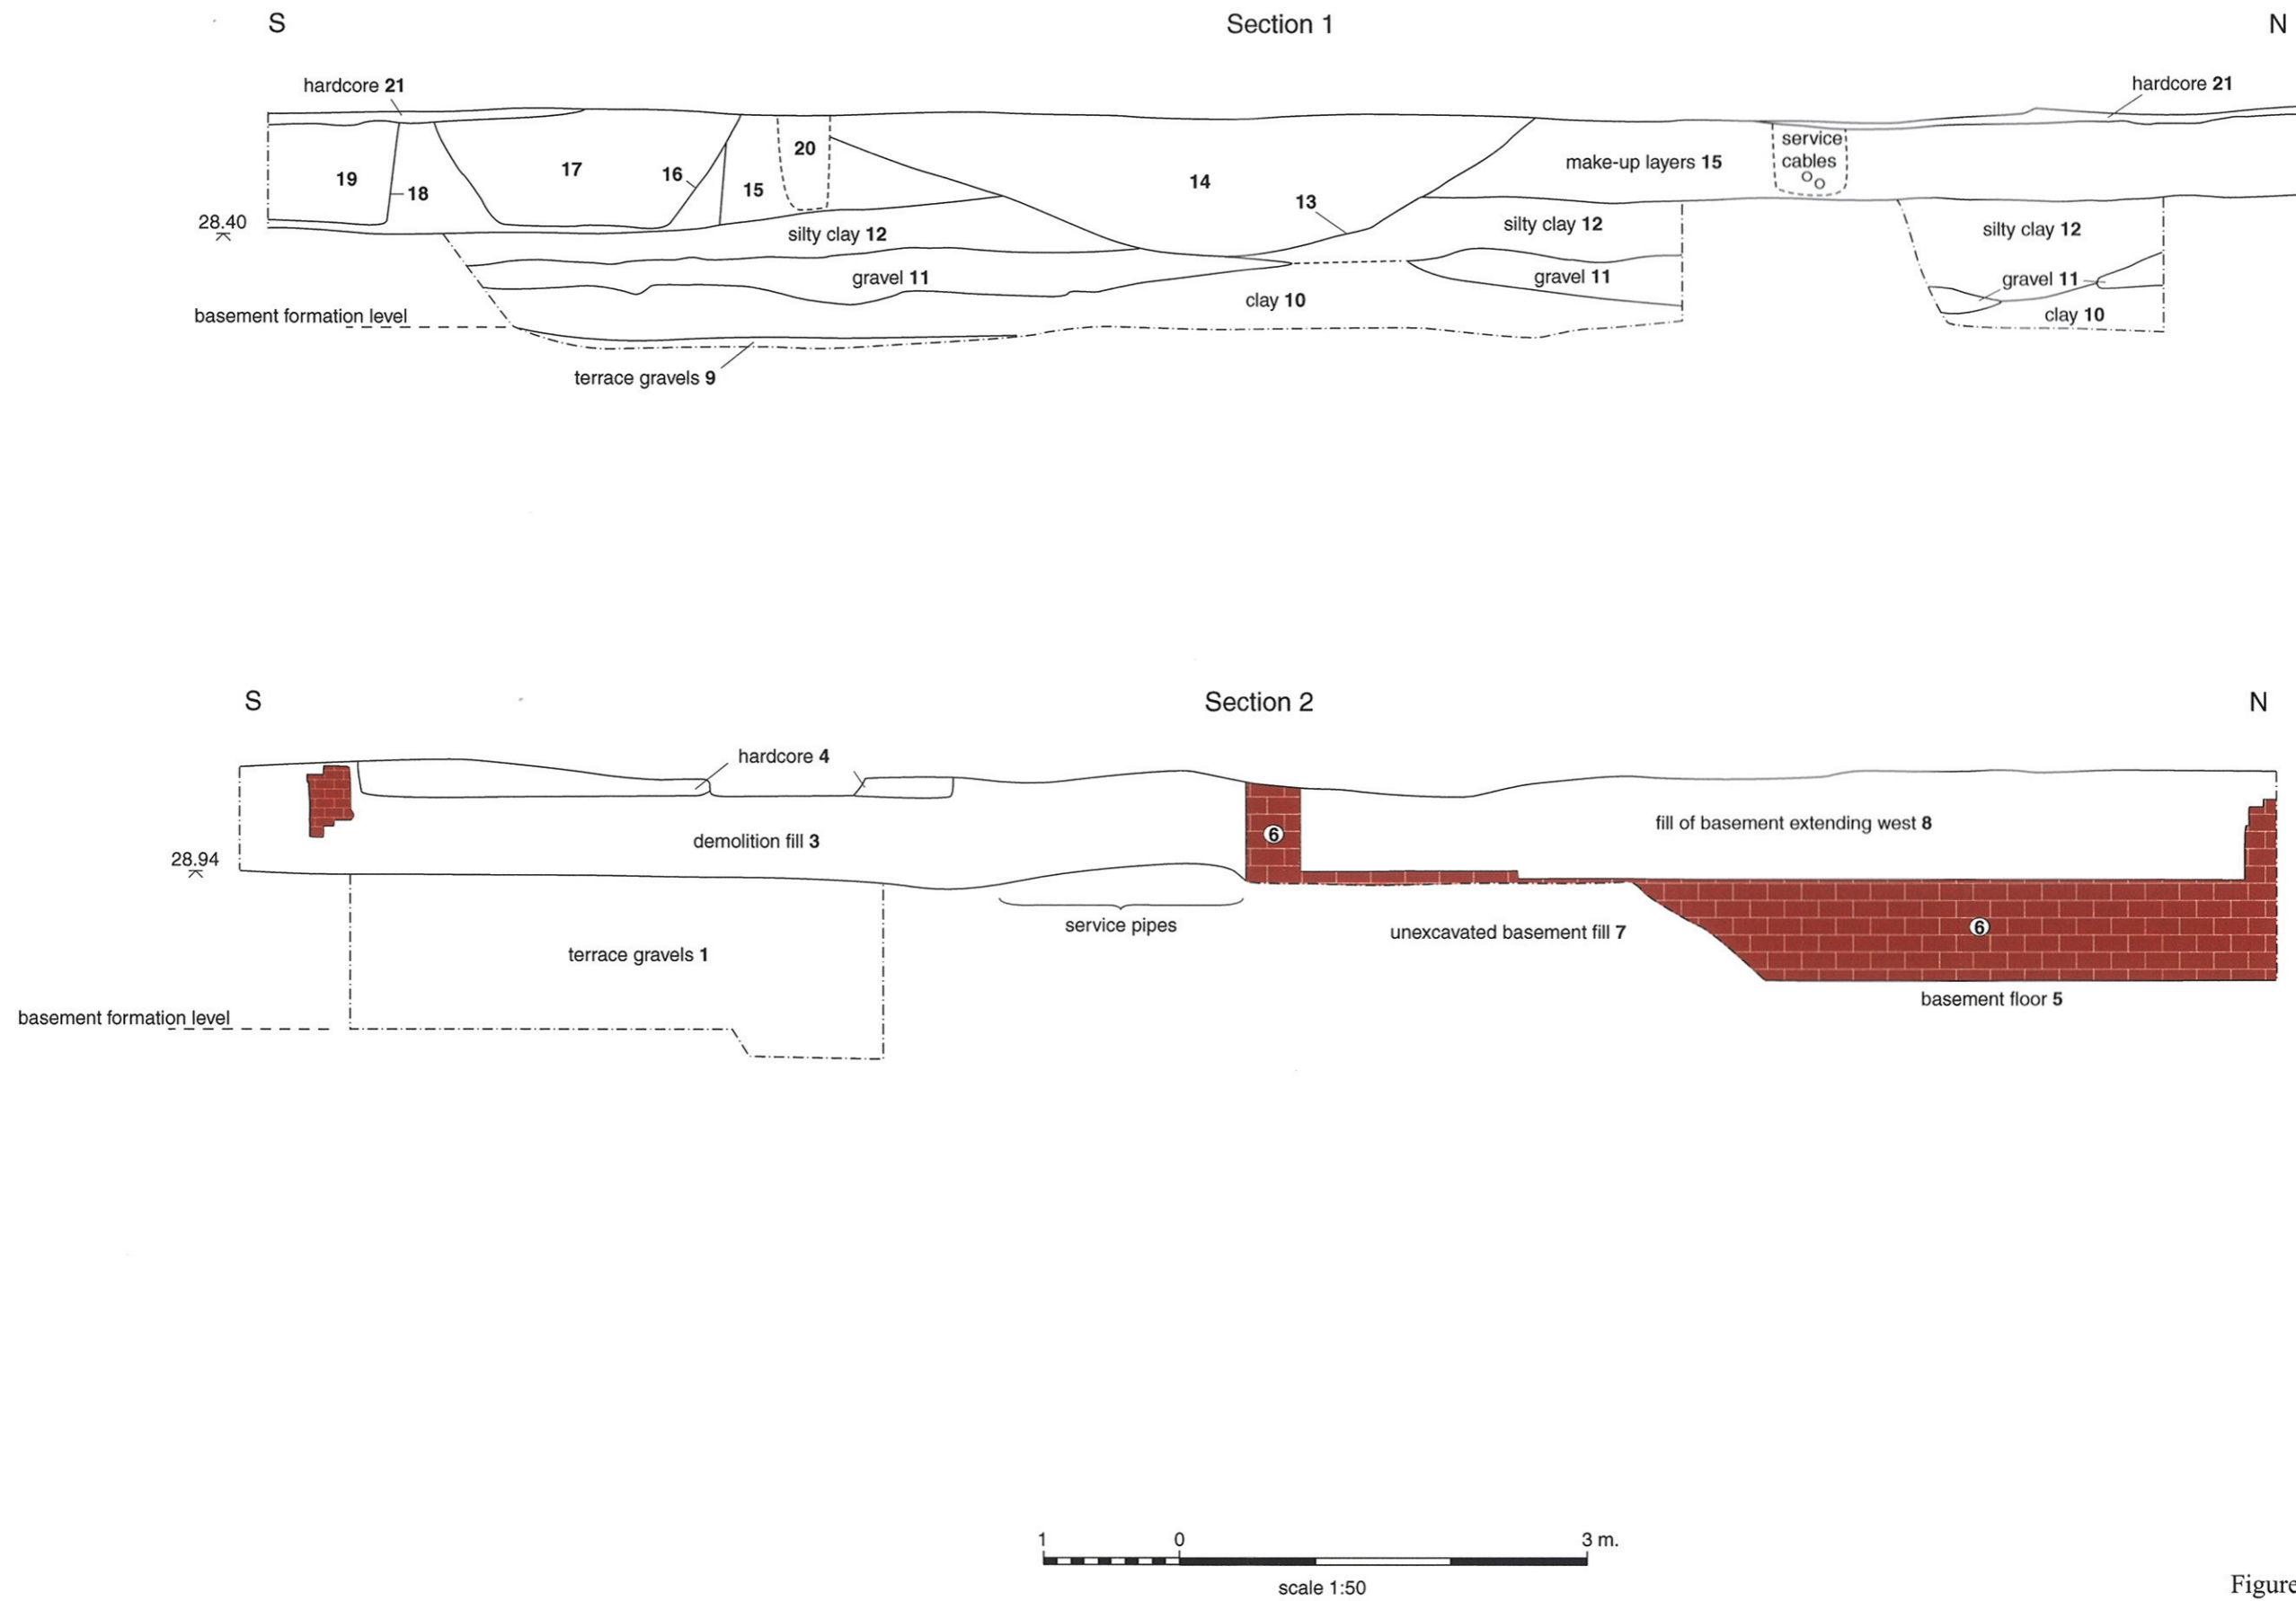 S
Section 1
N
hardcore 21
hardcore 21
19
18
17
16
15
20
14
13
make-up layers 15
service
cables
28.40
silty clay 12
silty clay 12
silty clay 12
gravel 11
gravel 11
gravel 11
clay 10
clay 10
basement formation level
terrace gravels 9
S
Section 2
N
hardcore 4
demolition fill 3
6
fill of basement extending west 8
28.94
service pipes
unexcavated basement fill 7
6
terrace gravels 1
basement floor 5
basement formation level
1 0 3 m.
scale 1:50
Figure